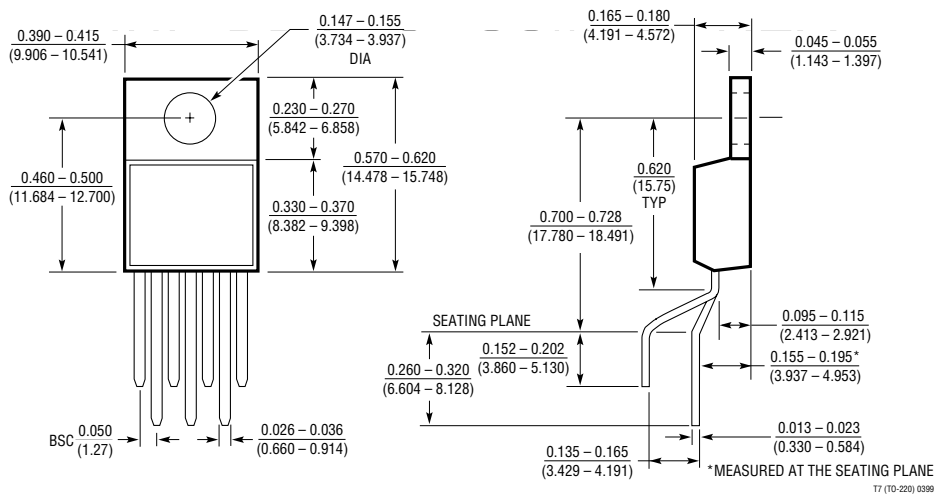 0.390 – 0.415
(9.906 – 10.541)
0.147 – 0.155
(3.734 – 3.937)
DIA
0.165 – 0.180
(4.191 – 4.572)
0.045 – 0.055
(1.143 – 1.397)
0.230 – 0.270
(5.842 – 6.858)
0.460 – 0.500
(11.684 – 12.700)
0.570 – 0.620
(14.478 – 15.748)
0.330 – 0.370
(8.382 – 9.398)
0.620
(15.75)
TYP
0.700 – 0.728
(17.780 – 18.491)
SEATING PLANE
0.152 – 0.202
(3.860 – 5.130)
0.260 – 0.320
(6.604 – 8.128)
0.095 – 0.115
(2.413 – 2.921)
0.155 – 0.195*
(3.937 – 4.953)
BSC
0.050
(1.27)
0.026 – 0.036
(0.660 – 0.914)
0.135 – 0.165
(3.429 – 4.191)
0.013 – 0.023
(0.330 – 0.584)
*MEASURED AT THE SEATING PLANE
T7 (TO-220) 0399